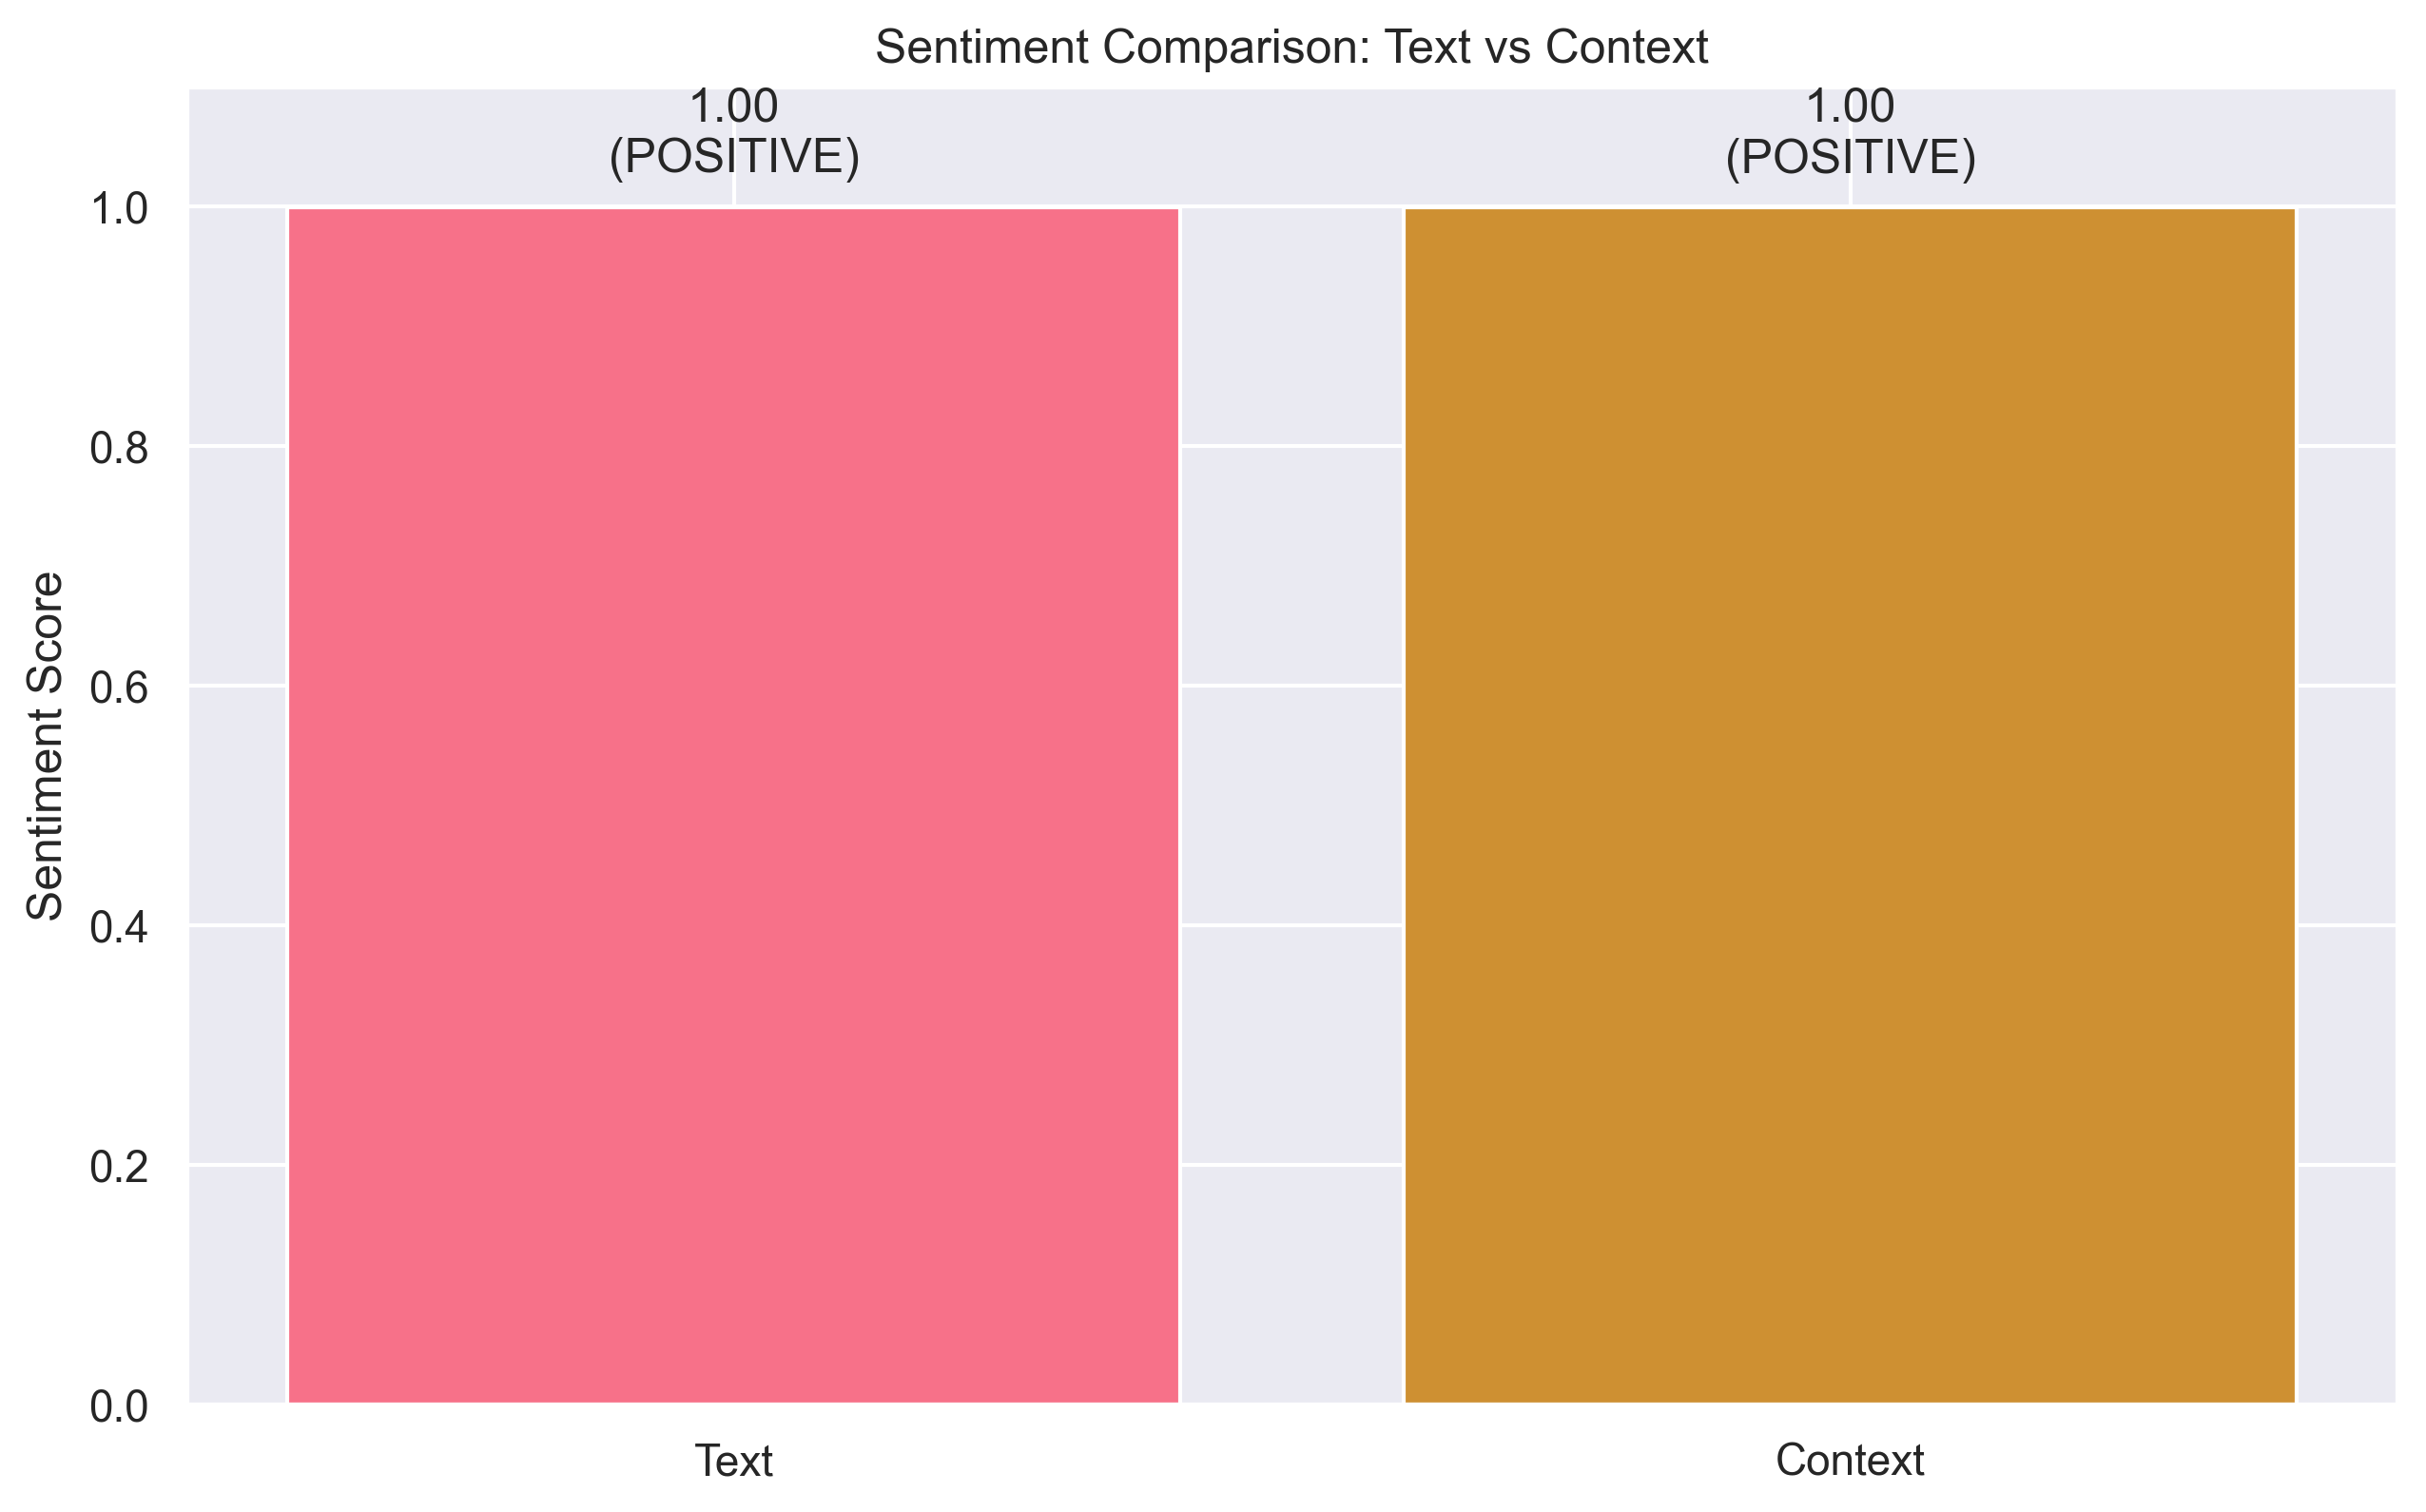 Sentiment Comparison: Text vs Context
1.00
(POSITIVE)
1.00
(POSITIVE)
1.0
0.8
0.6
0.4
0.2
0.0
Sentiment Score
Text
Context